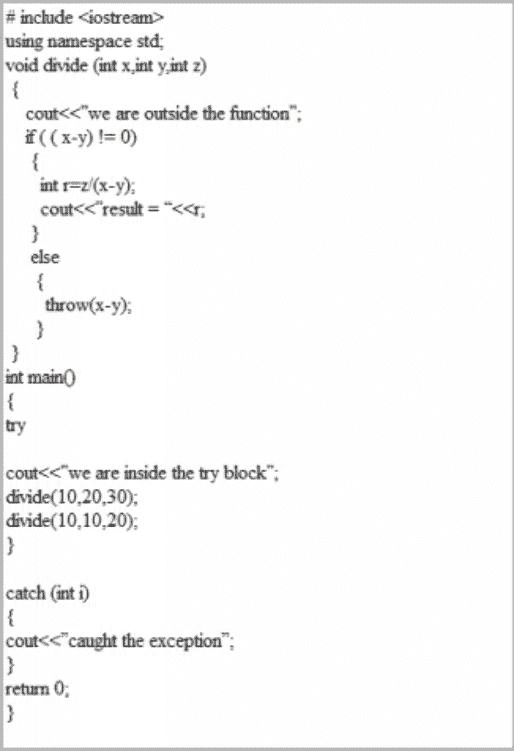 # include <iostream>
using namespace std;
void divide (int x,int y,int z)
{
cout<<"we are outside the function";
if ( ( x-y) != 0)
{
int r=z/(x-y);
cout<<"result = "<<r;
}
else
{
throw(x-y);
}
}
int main()
{
try
cout<<"we are inside the try block";
divide(10,20,30);
divide(10,10,20);
}
catch (int i)
{
cout<<"caught the exception";
}
return 0;
}